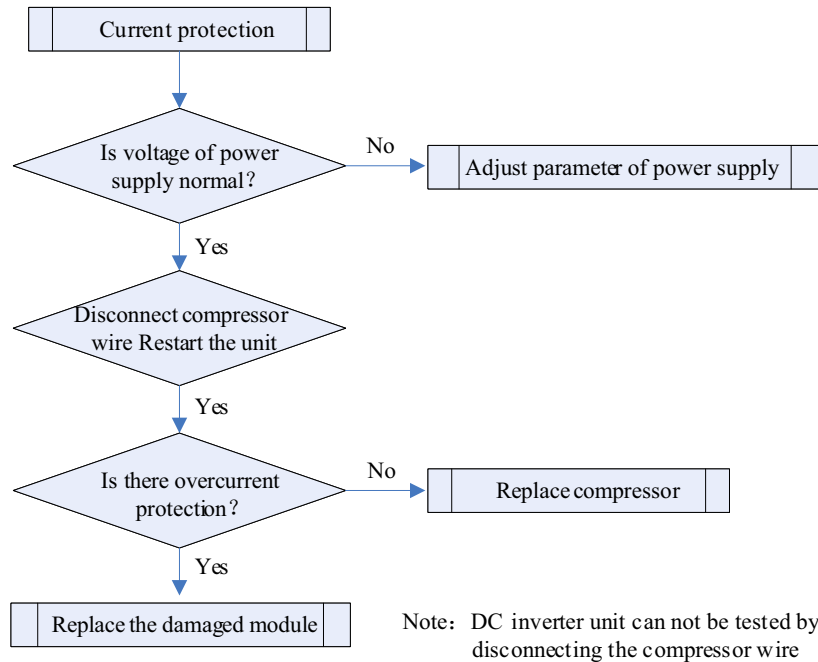 Current protection
Is voltage of power
supply normal?
No
Adjust parameter of power supply
Yes
Disconnect compressor
wire Restart the unit
Yes
Is there overcurrent
protection?
No
Replace compressor
Yes
Replace the damaged module
Note: DC inverter unit can not be tested by
disconnecting the compressor wire